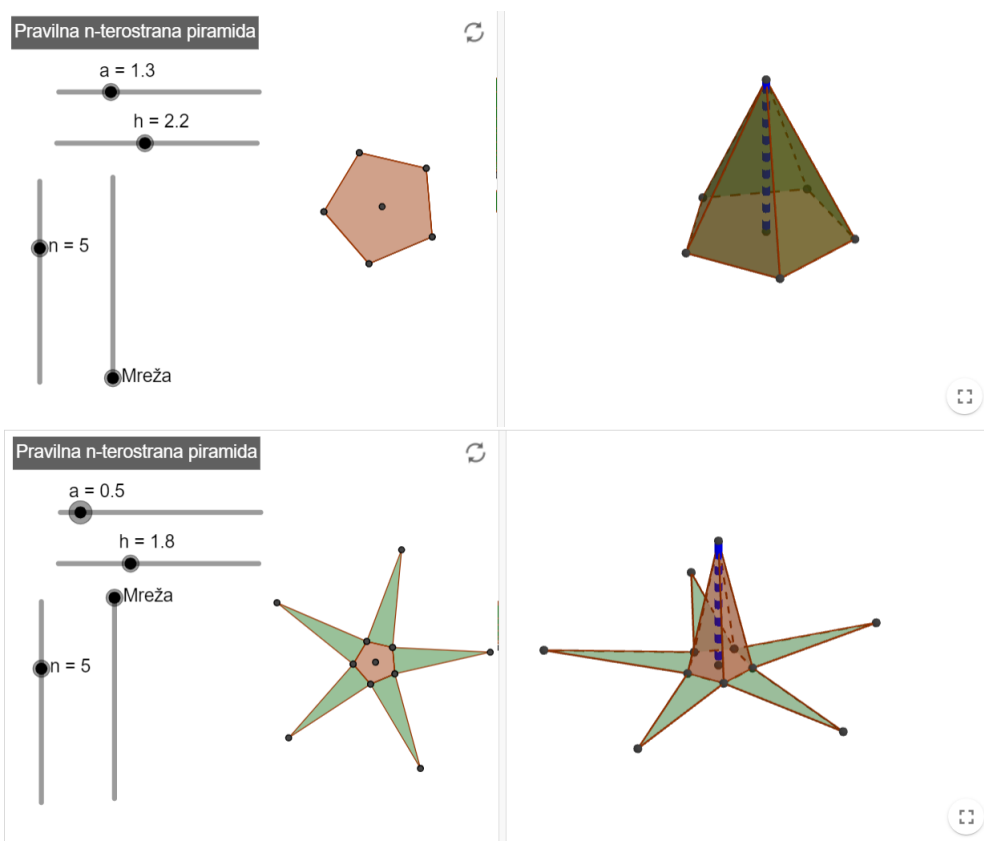 Pravilna n-terostrana piramida
a = 1.3
h = 2.2
n = 5
Mreža
Pravilna n-terostrana piramida
a = 0.5
h = 1.8
Mreža
n = 5